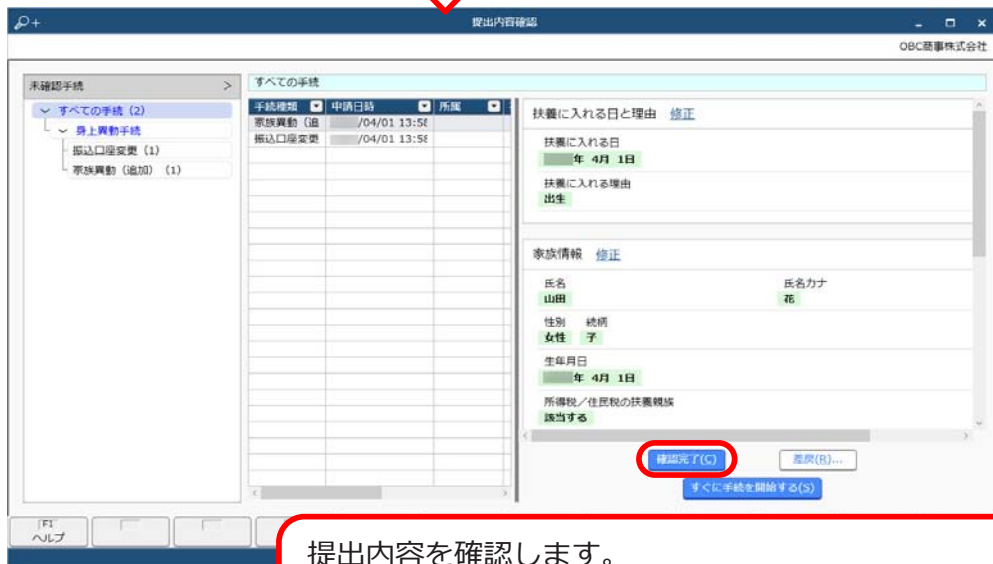 提出内容確認
OBC商事株式会社
未確認手続 >
すべての手続 (2)
身上異動手続
振込口座変更 (1)
家族異動（追加） (1)
すべての手続
手続種類 申請日時 所属
家族異動（追 /04/01 13:58
振込口座変更 /04/01 13:58
扶養に入れる日と理由 修正
扶養に入れる日
年 4月 1日
扶養に入れる理由
出生
家族情報 修正
氏名 氏名カナ
山田 花
性別 続柄
女性 子
生年月日
年 4月 1日
所得税／住民税の扶養親族
該当する
確認完了(C) 差戻(R)...
すぐに手続を開始する(S)
F1
ヘルプ
提出内容を確認します。